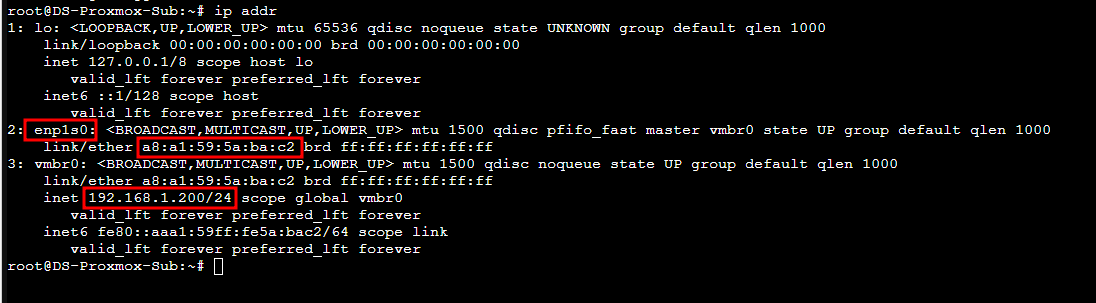 root@DS-Proxmox-Sub:~# ip addr
1: lo: <LOOPBACK,UP,LOWER_UP> mtu 65536 qdisc noqueue state UNKNOWN group default qlen 1000
    link/loopback 00:00:00:00:00:00 brd 00:00:00:00:00:00
    inet 127.0.0.1/8 scope host lo
       valid_lft forever preferred_lft forever
    inet6 ::1/128 scope host
       valid_lft forever preferred_lft forever
2: enp1s0: <BROADCAST,MULTICAST,UP,LOWER_UP> mtu 1500 qdisc pfifo_fast master vmbr0 state UP group default qlen 1000
    link/ether a8:a1:59:5a:ba:c2 brd ff:ff:ff:ff:ff:ff
3: vmbr0: <BROADCAST,MULTICAST,UP,LOWER_UP> mtu 1500 qdisc noqueue state UP group default qlen 1000
    link/ether a8:a1:59:5a:ba:c2 brd ff:ff:ff:ff:ff:ff
    inet 192.168.1.200/24 scope global vmbr0
       valid_lft forever preferred_lft forever
    inet6 fe80::aaa1:59ff:fe5a:bac2/64 scope link
       valid_lft forever preferred_lft forever
root@DS-Proxmox-Sub:~#